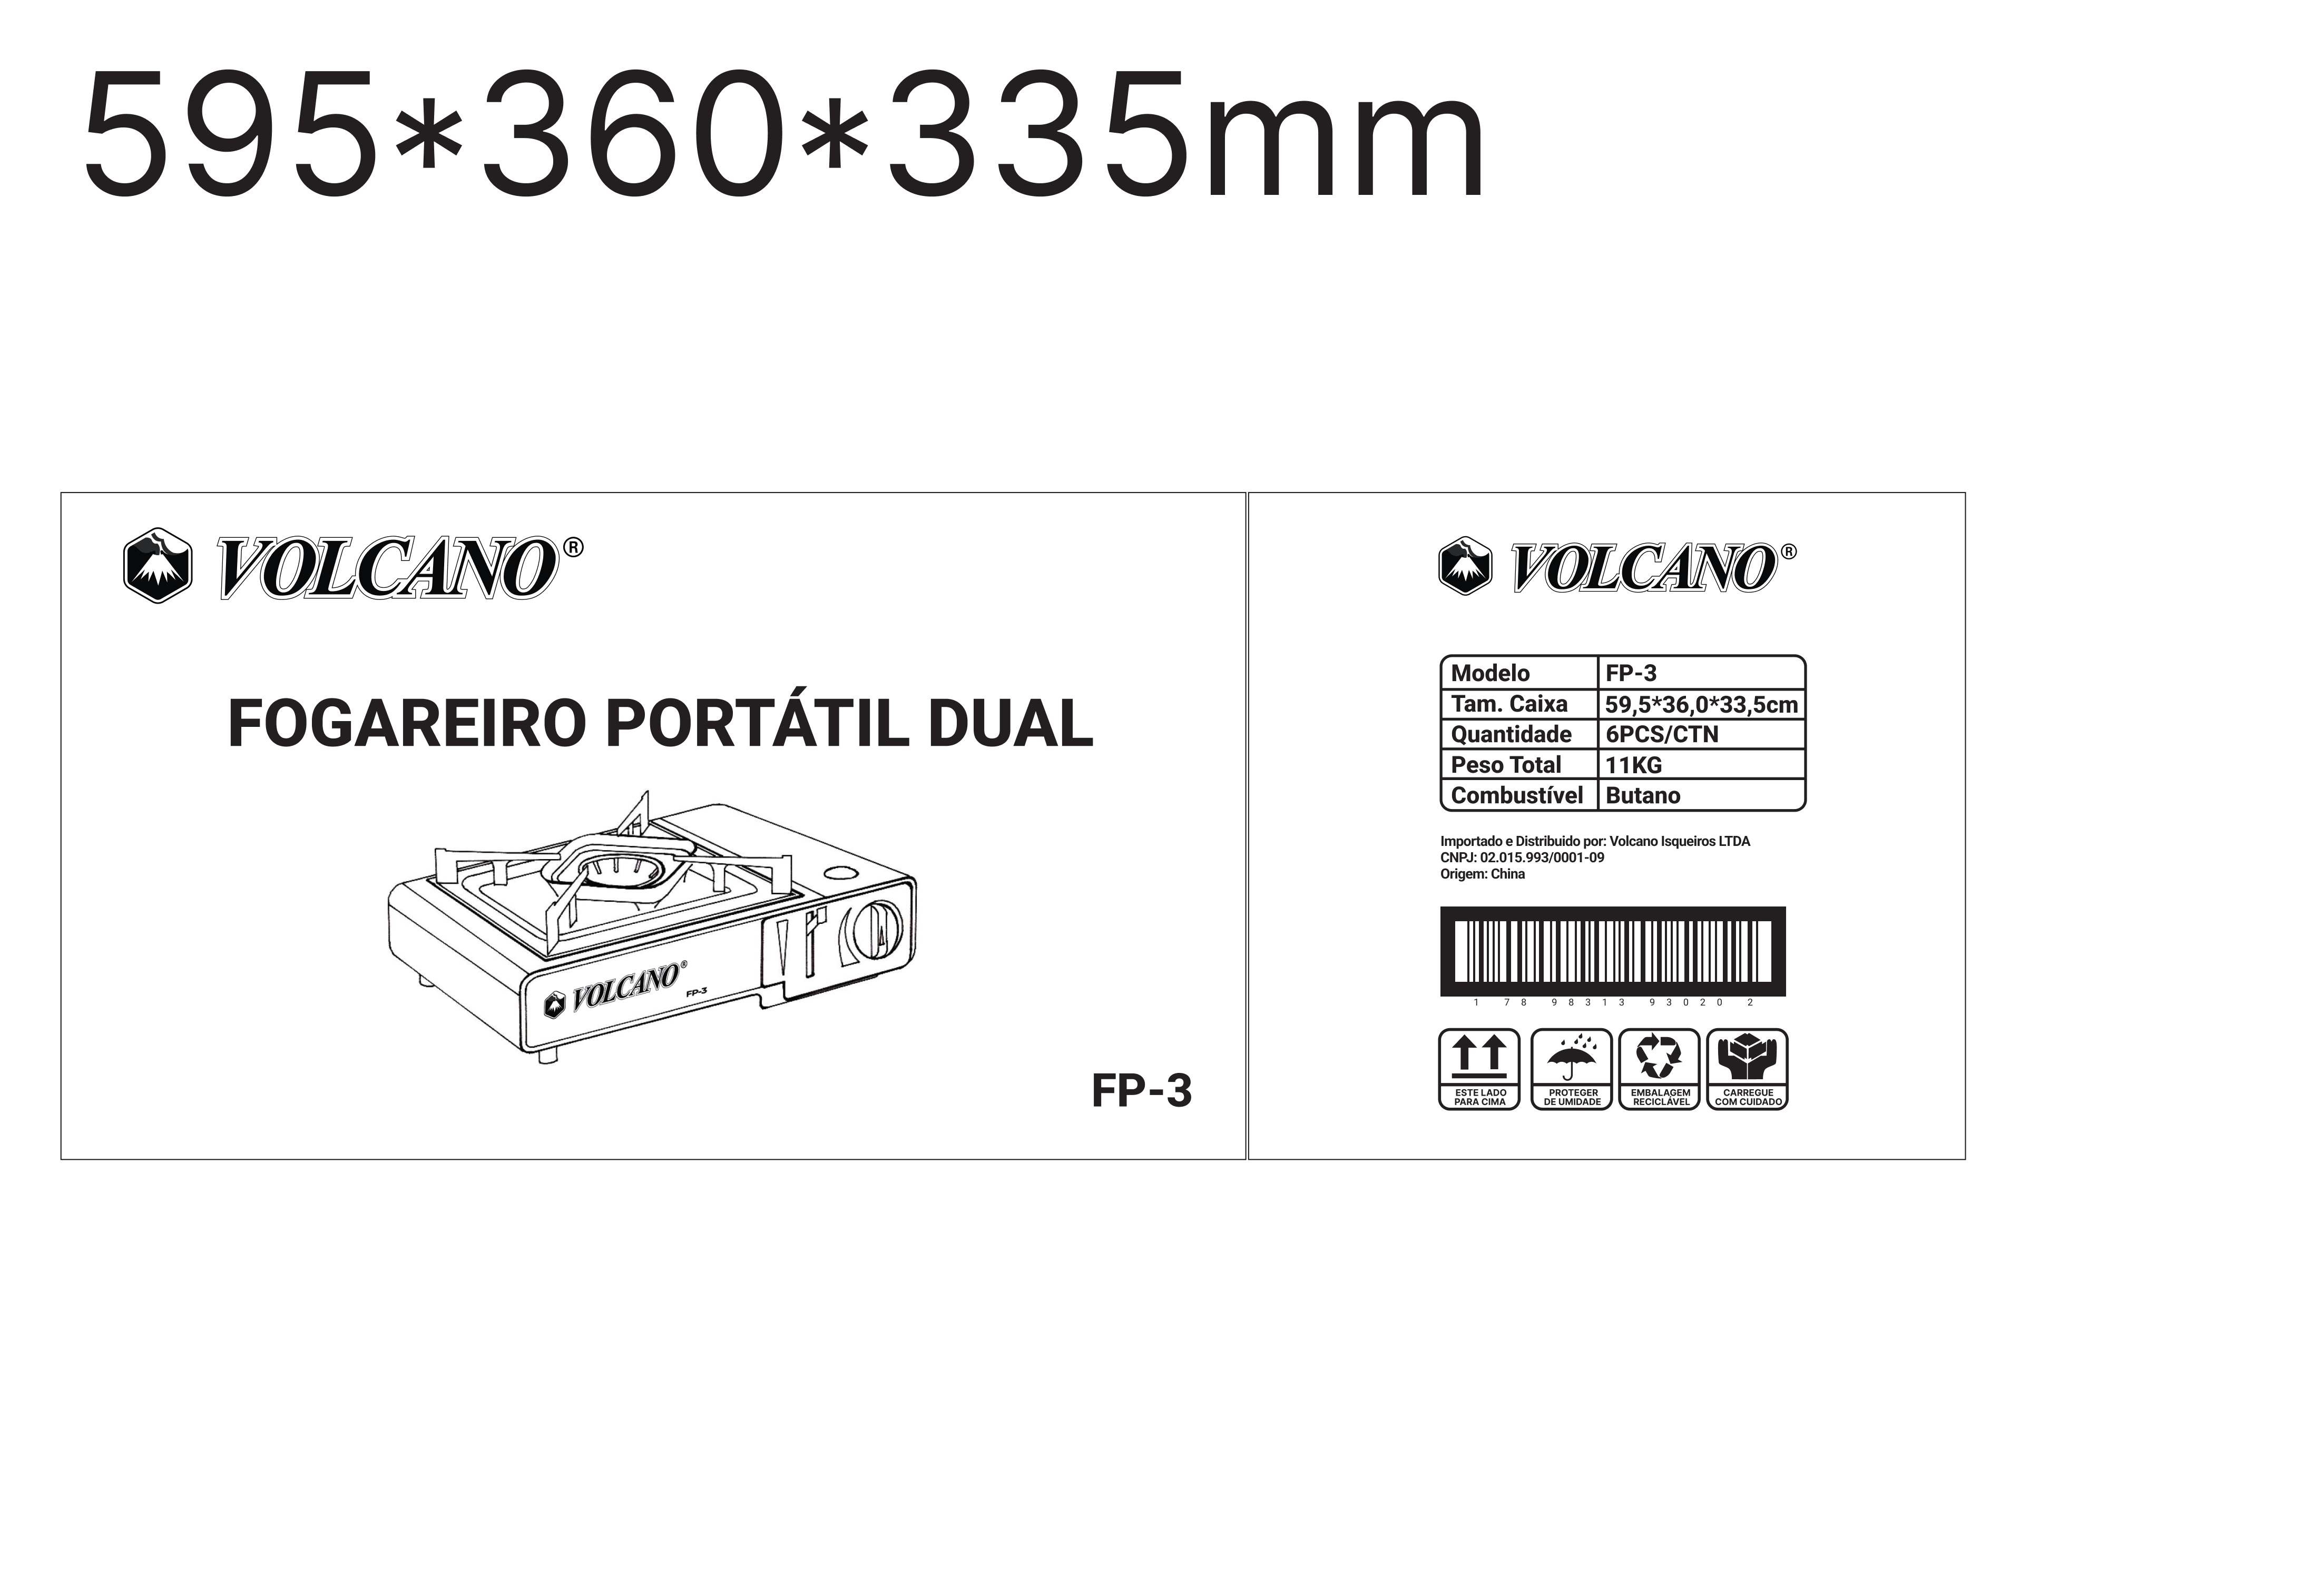 595*360*335mm
VOLCANO®
FOGAREIRO PORTÁTIL DUAL
VOLCANO®
FP-3
FP-3
VOLCANO®
Modelo FP-3
Tam. Caixa 59,5*36,0*33,5cm
Quantidade 6PCS/CTN
Peso Total 11KG
Combustível Butano
Importado e Distribuido por: Volcano Isqueiros LTDA
CNPJ: 02.015.993/0001-09
Origem: China
1 78 98313 93020 2
ESTE LADO
PARA CIMA
PROTEGER
DE UMIDADE
EMBALAGEM
RECICLÁVEL
CARREGUE
COM CUIDADO